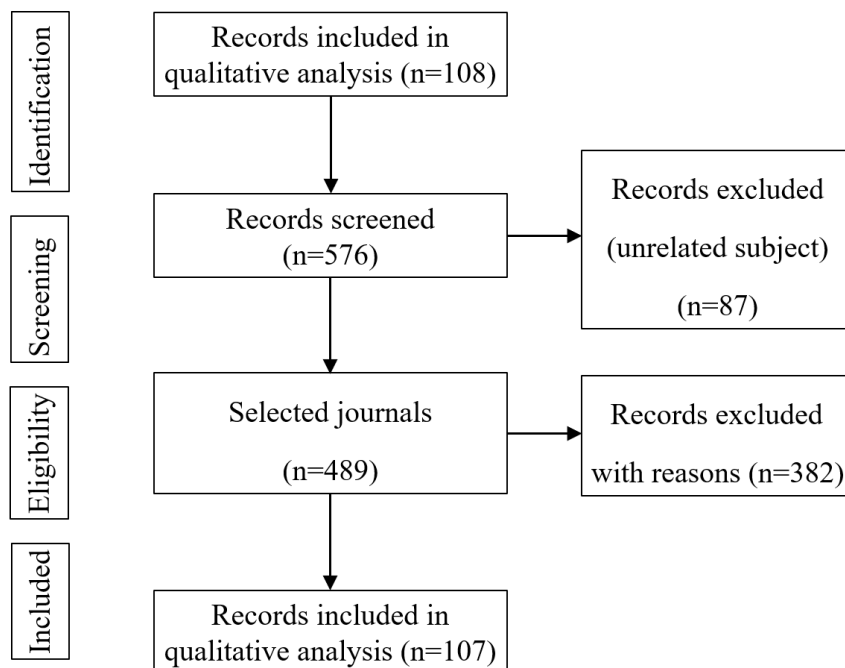 Identification
Records included in
qualitative analysis (n=108)
Records screened
(n=576)
Records excluded
(unrelated subject)
(n=87)
Screening
Selected journals
(n=489)
Records excluded
with reasons (n=382)
Eligibility
Included
Records included in
qualitative analysis (n=107)